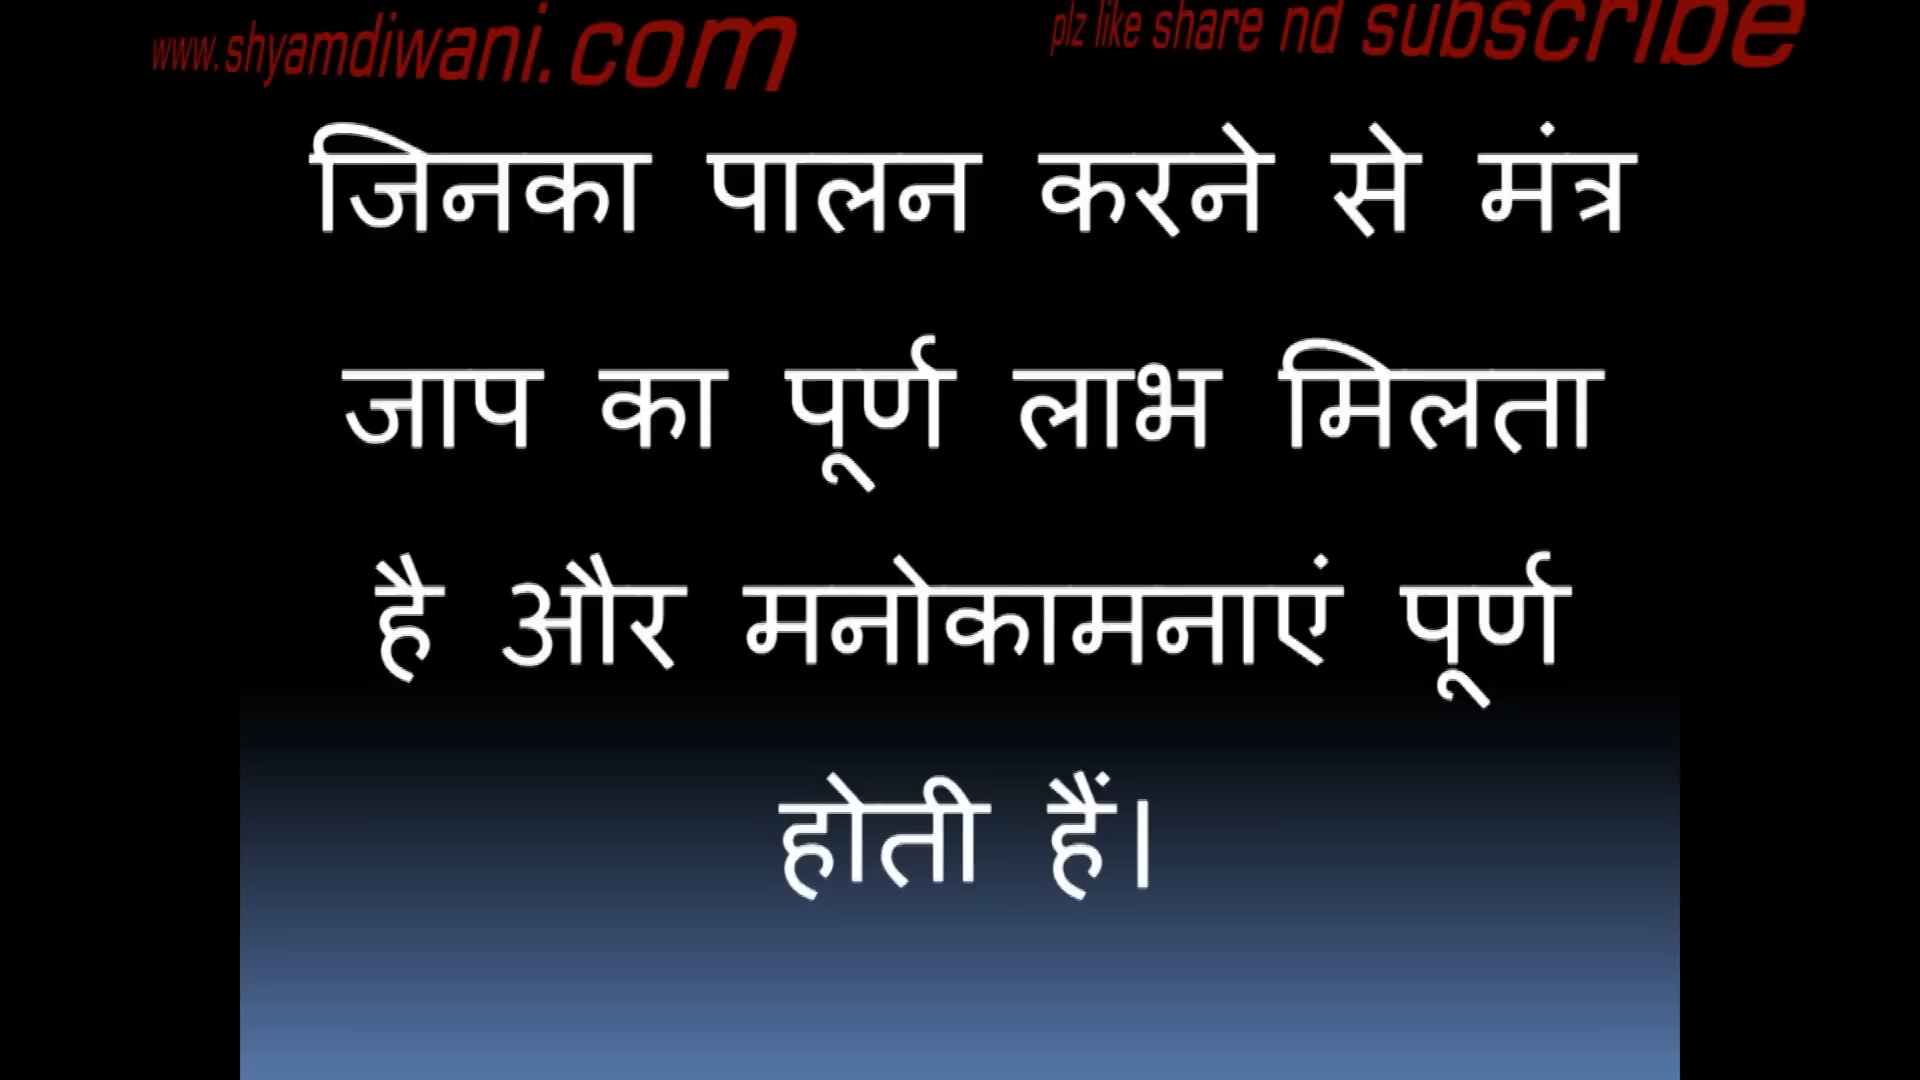 www.shyamdiwani.com
plz like share nd subscribe
जिनका पालन करने से मंत्र
जाप का पूर्ण लाभ मिलता
है और मनोकामनाएं पूर्ण
होती हैं।